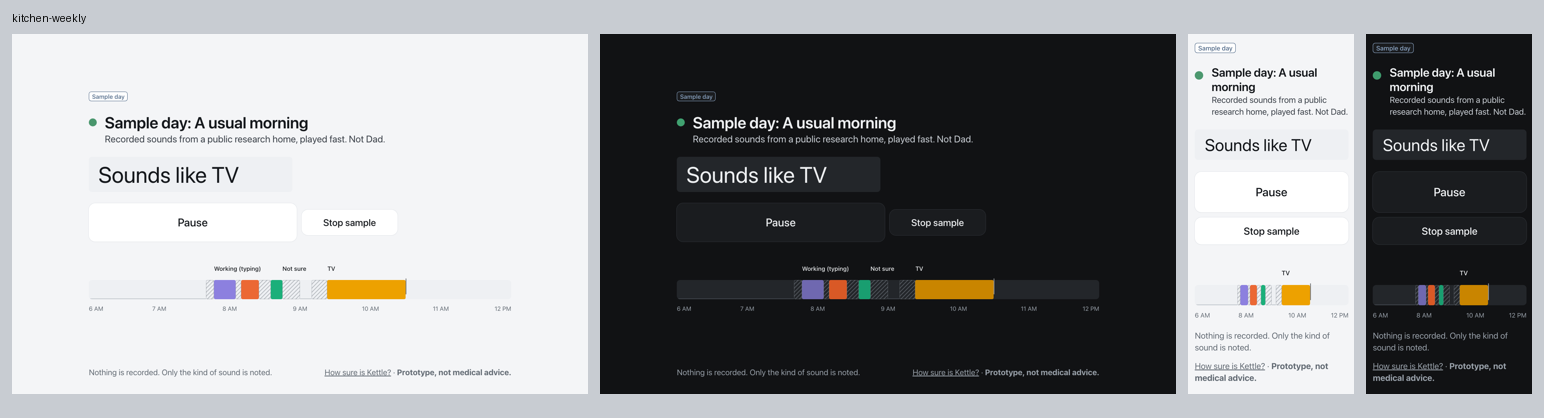 kitchen-weekly
Sample day
Sample day: A usual morning
Recorded sounds from a public research home, played fast. Not Dad.
Sounds like TV
Pause
Stop sample
Working (typing)
Not sure
TV
6 AM
7 AM
8 AM
9 AM
10 AM
11 AM
12 PM
Nothing is recorded. Only the kind of sound is noted.
How sure is Kettle? · Prototype, not medical advice.
Sample day
Sample day: A usual morning
Recorded sounds from a public research home, played fast. Not Dad.
Sounds like TV
Pause
Stop sample
Working (typing)
Not sure
TV
6 AM
7 AM
8 AM
9 AM
10 AM
11 AM
12 PM
Nothing is recorded. Only the kind of sound is noted.
How sure is Kettle? · Prototype, not medical advice.
Sample day
Sample day: A usual
morning
Recorded sounds from a public
research home, played fast. Not Dad.
Sounds like TV
Pause
Stop sample
TV
6 AM
8 AM
10 AM
12 PM
Nothing is recorded. Only the kind of
sound is noted.
How sure is Kettle? · Prototype, not
medical advice.
Sample day
Sample day: A usual
morning
Recorded sounds from a public
research home, played fast. Not Dad.
Sounds like TV
Pause
Stop sample
TV
6 AM
8 AM
10 AM
12 PM
Nothing is recorded. Only the kind of
sound is noted.
How sure is Kettle? · Prototype, not
medical advice.